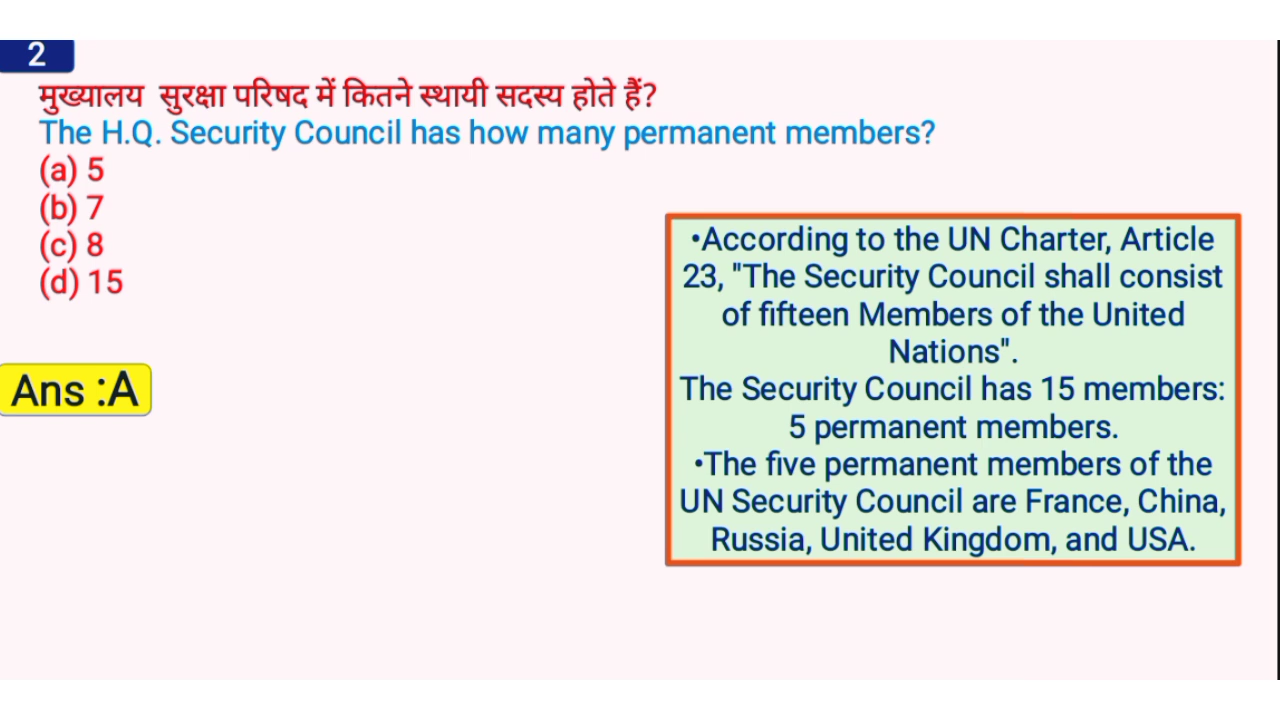 2
मुख्यालय सुरक्षा परिषद में कितने स्थायी सदस्य होते हैं?
The H.Q. Security Council has how many permanent members?
(a) 5
(b) 7
(c) 8
(d) 15
Ans :A
•According to the UN Charter, Article
23, "The Security Council shall consist
of fifteen Members of the United
Nations".
The Security Council has 15 members:
5 permanent members.
•The five permanent members of the
UN Security Council are France, China,
Russia, United Kingdom, and USA.